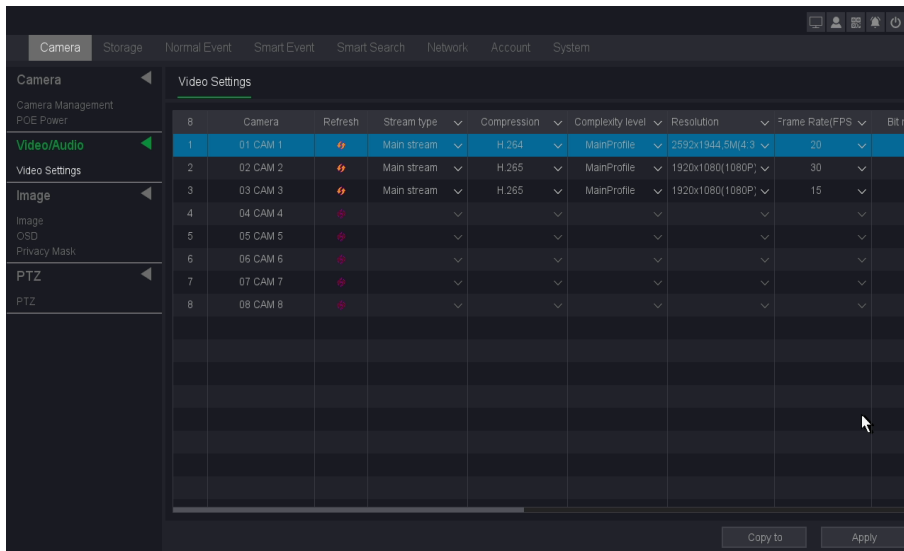 Camera Storage Normal Event Smart Event Smart Search Network Account System
Camera
Camera Management
POE Power
Video/Audio
Video Settings
Image
Image
OSD
Privacy Mask
PTZ
PTZ
Video Settings
8 Camera Refresh Stream type Compression Complexity level Resolution Frame Rate(FPS Bit r
1 01 CAM 1 Main stream H.264 MainProfile 2592x1944,5M(4:3 20
2 02 CAM 2 Main stream H.265 MainProfile 1920x1080(1080P) 30
3 03 CAM 3 Main stream H.265 MainProfile 1920x1080(1080P) 15
4 04 CAM 4
5 05 CAM 5
6 06 CAM 6
7 07 CAM 7
8 08 CAM 8
Copy to Apply